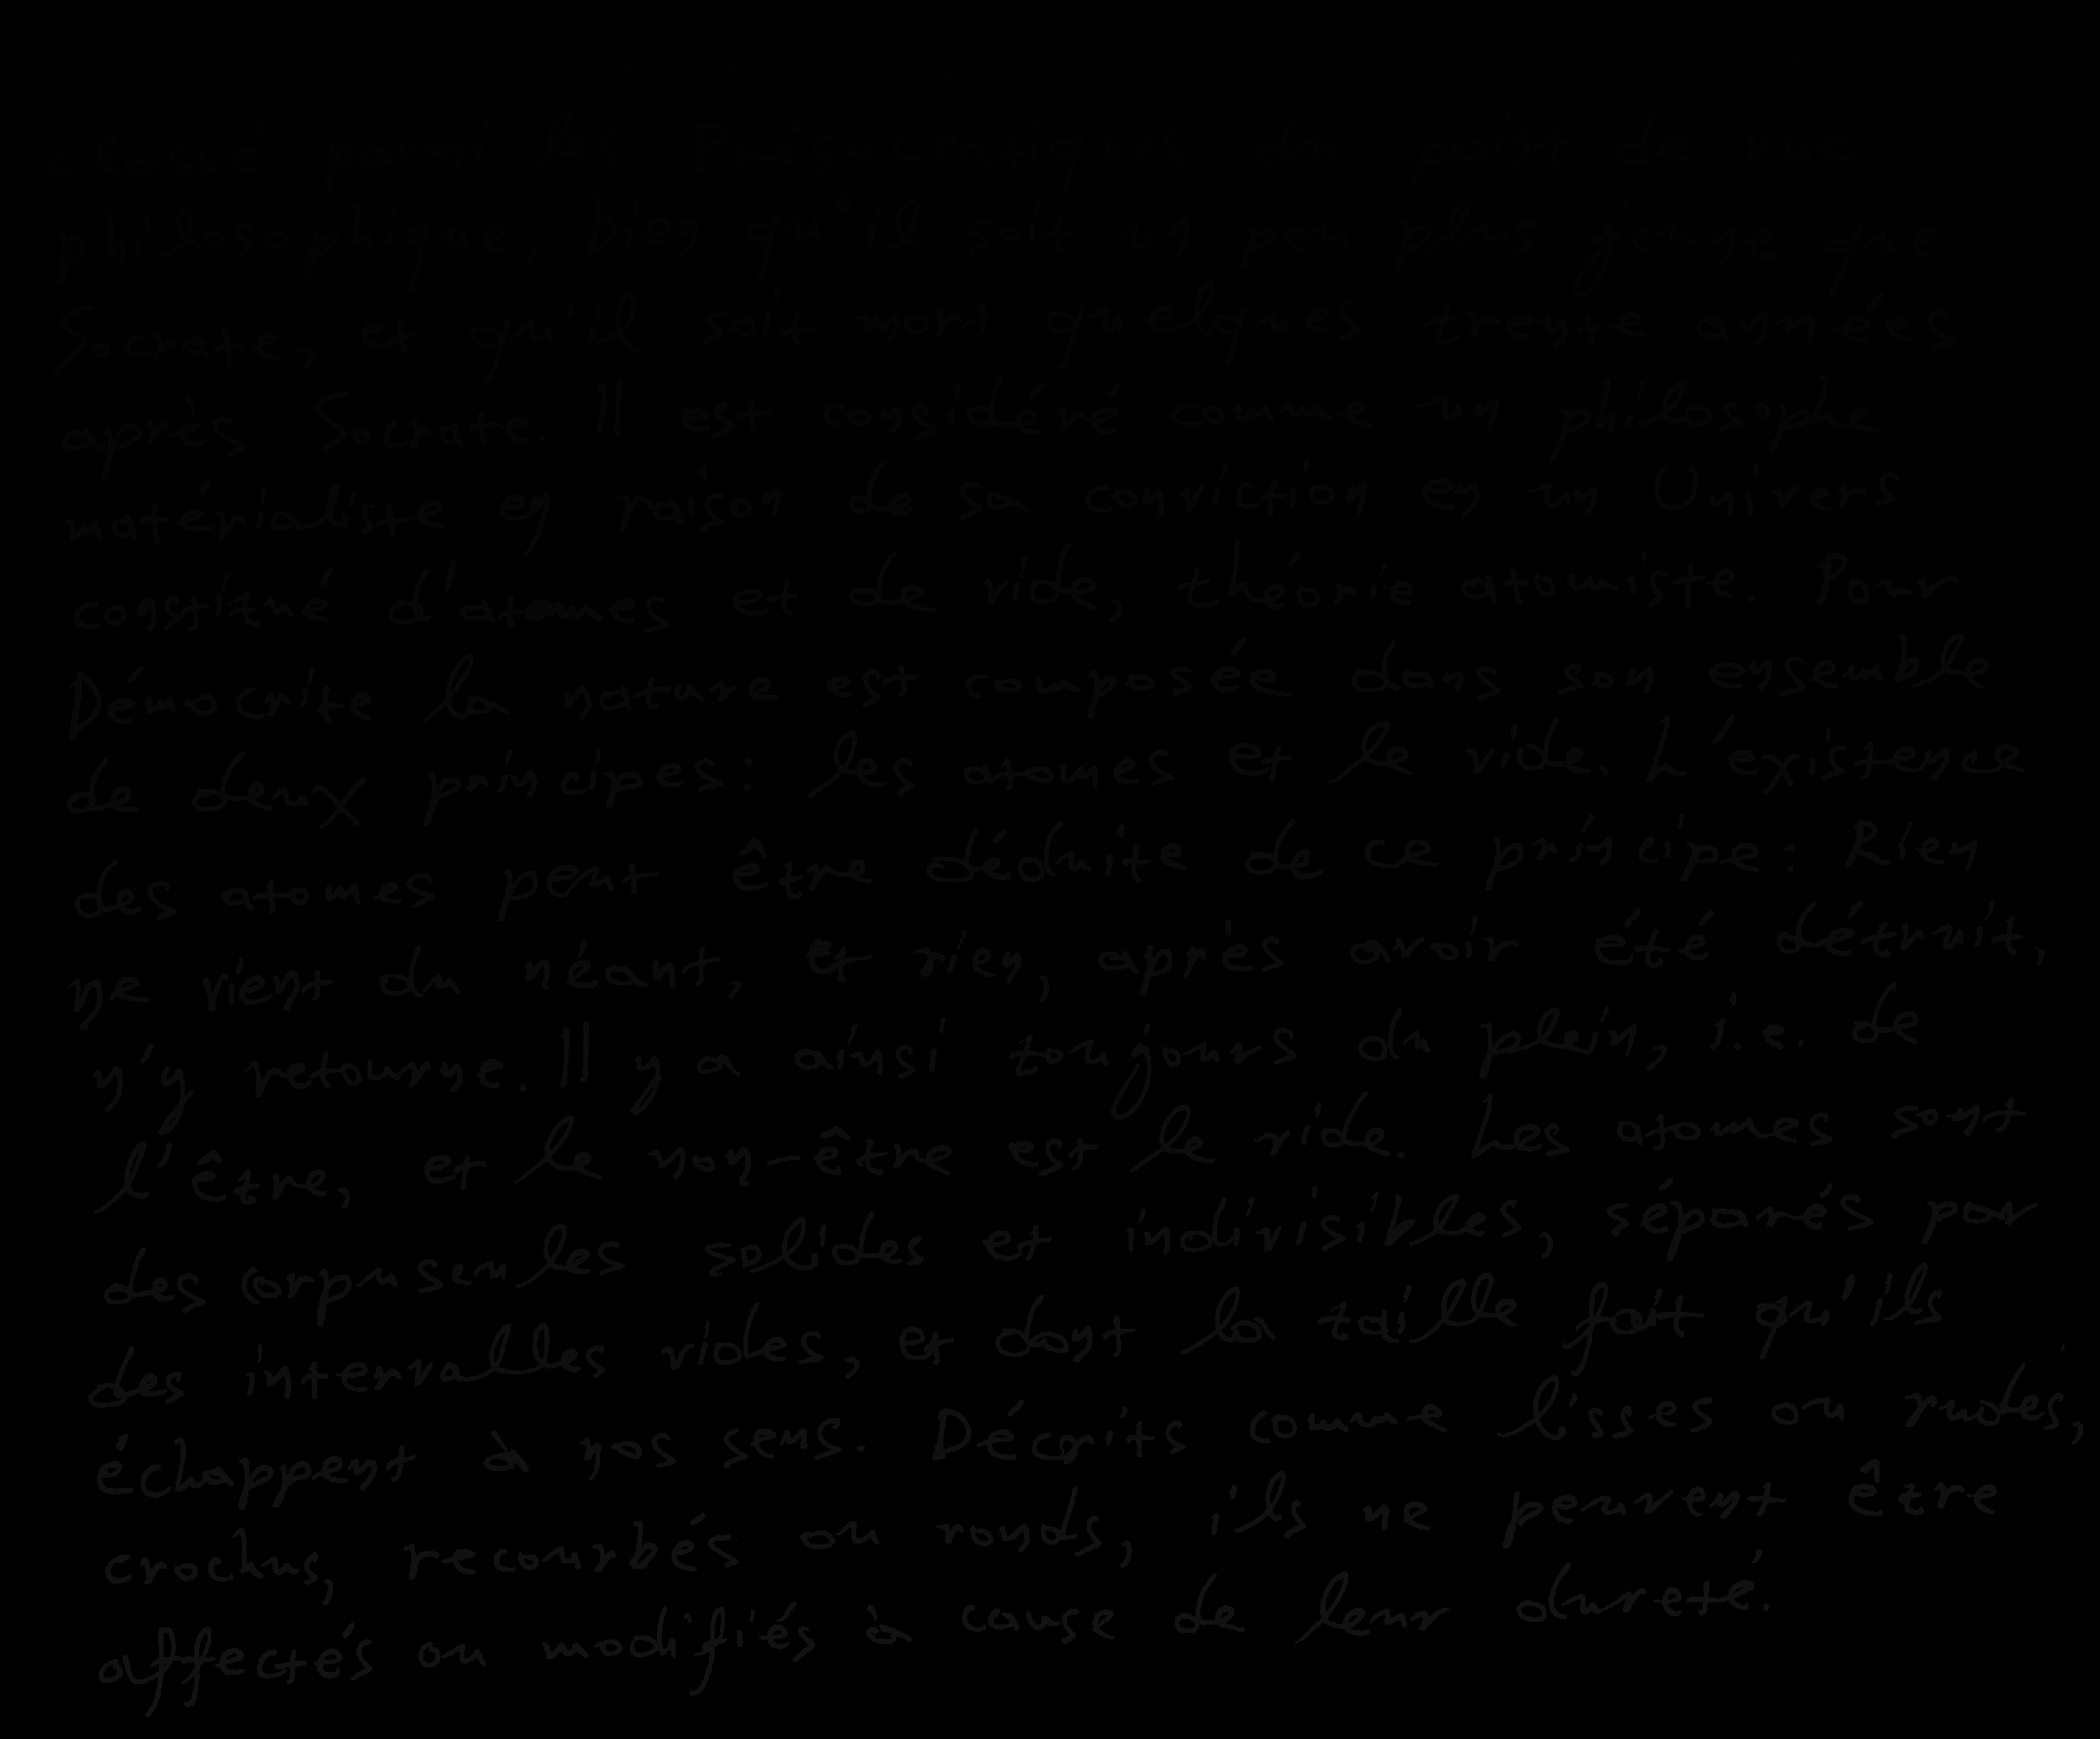 Démocrite d'Abdère était un philosophe grec
classé parmi les Présocratiques du point de vue
philosophique, bien qu'il soit un peu plus jeune que
Socrate, et qu'il soit mort quelques trente années
après Socrate. Il est considéré comme un philosophe
matérialiste en raison de sa conviction en un Univers
constitué d'atomes et de vide, théorie atomiste. Pour
Démocrite la nature est composée dans son ensemble
de deux principes: les atomes et le vide. L'existence
des atomes peut être déduite de ce principe: Rien
ne vient du néant, et rien, après avoir été détruit,
n'y retourne. Il y a ainsi toujours du plein, i.e. de
l'être, et le non-être est le vide. Les atomes sont
des corpuscules solides et indivisibles, séparés par
des intervalles vides, et dont la taille fait qu'ils
échappent à nos sens. Décrits comme lisses ou rudes,
crochus, recourbés ou ronds, ils ne peuvent être
affectés ou modifiés à cause de leur dureté.